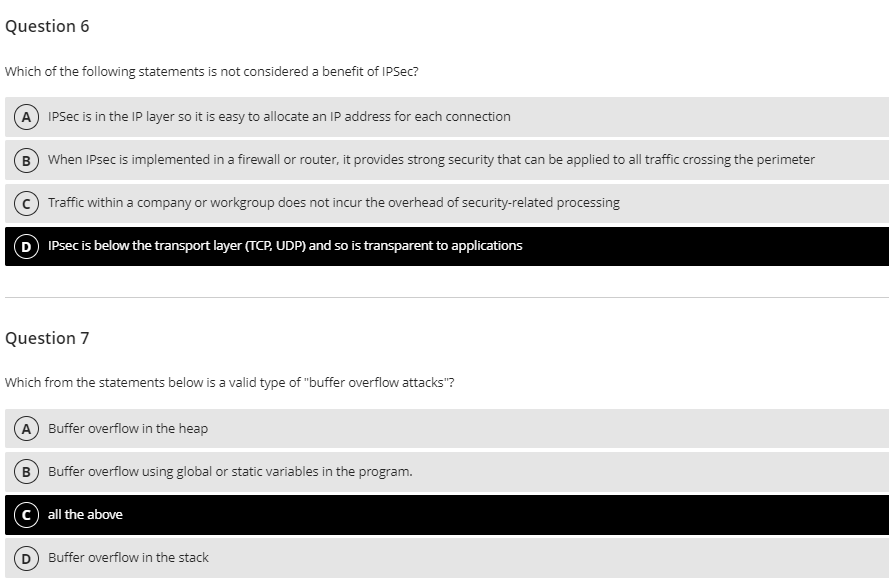 Question 6
Which of the following statements is not considered a benefit of IPSec?
A IPSec is in the IP layer so it is easy to allocate an IP address for each connection
B When IPsec is implemented in a firewall or router, it provides strong security that can be applied to all traffic crossing the perimeter
C Traffic within a company or workgroup does not incur the overhead of security-related processing
D IPsec is below the transport layer (TCP, UDP) and so is transparent to applications
Question 7
Which from the statements below is a valid type of "buffer overflow attacks"?
A Buffer overflow in the heap
B Buffer overflow using global or static variables in the program.
C all the above
D Buffer overflow in the stack